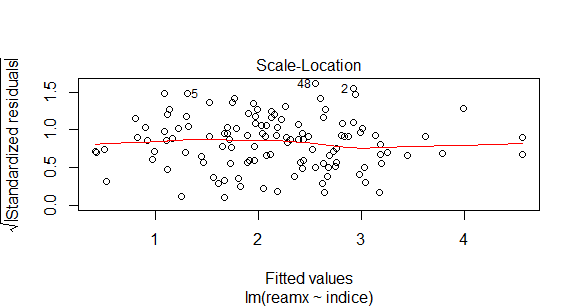 Scale-Location
√|Standardized residuals|
0.0 0.5 1.0 1.5
5
48
2
1 2 3 4
Fitted values
lm(reamx ~ indice)